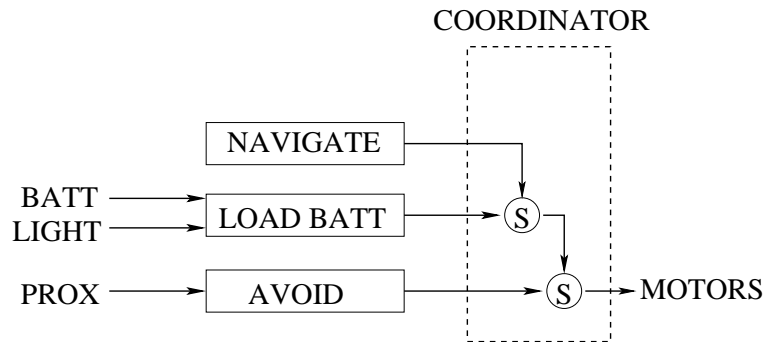 COORDINATOR
NAVIGATE
BATT
LIGHT
LOAD BATT
S
PROX
AVOID
S
MOTORS